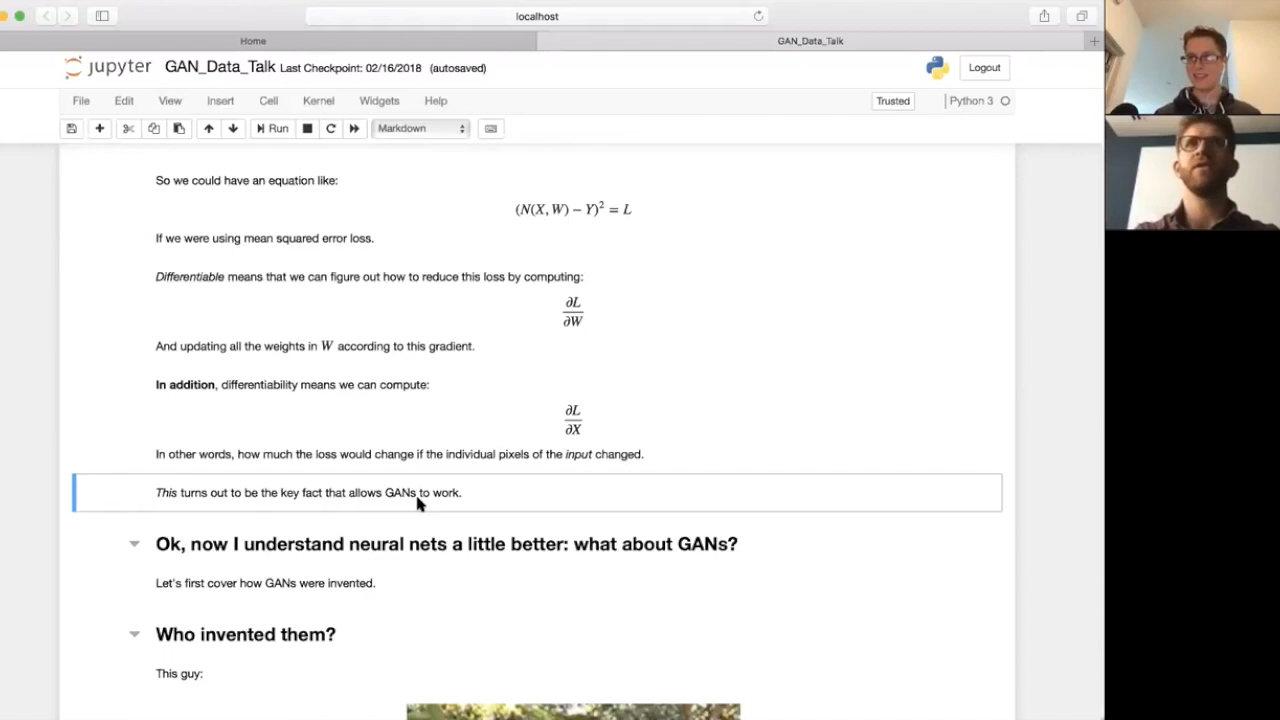 localhost
Home
GAN_Data_Talk
jupyter GAN_Data_Talk Last Checkpoint: 02/16/2018 (autosaved)
Logout
File Edit View Insert Cell Kernel Widgets Help
Trusted
Python 3
Run
Markdown
So we could have an equation like:
(N(X, W) − Y)² = L
If we were using mean squared error loss.
Differentiable means that we can figure out how to reduce this loss by computing:
∂L
∂W
And updating all the weights in W according to this gradient.
In addition, differentiability means we can compute:
∂L
∂X
In other words, how much the loss would change if the individual pixels of the input changed.
This turns out to be the key fact that allows GANs to work.
Ok, now I understand neural nets a little better: what about GANs?
Let's first cover how GANs were invented.
Who invented them?
This guy: